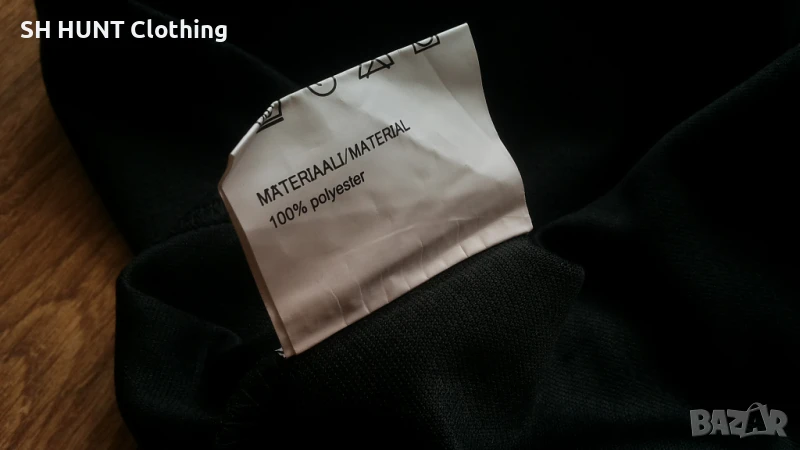 SH HUNT Clothing
MATERIAALI/MATERIAL
100% polyester
BAZAR